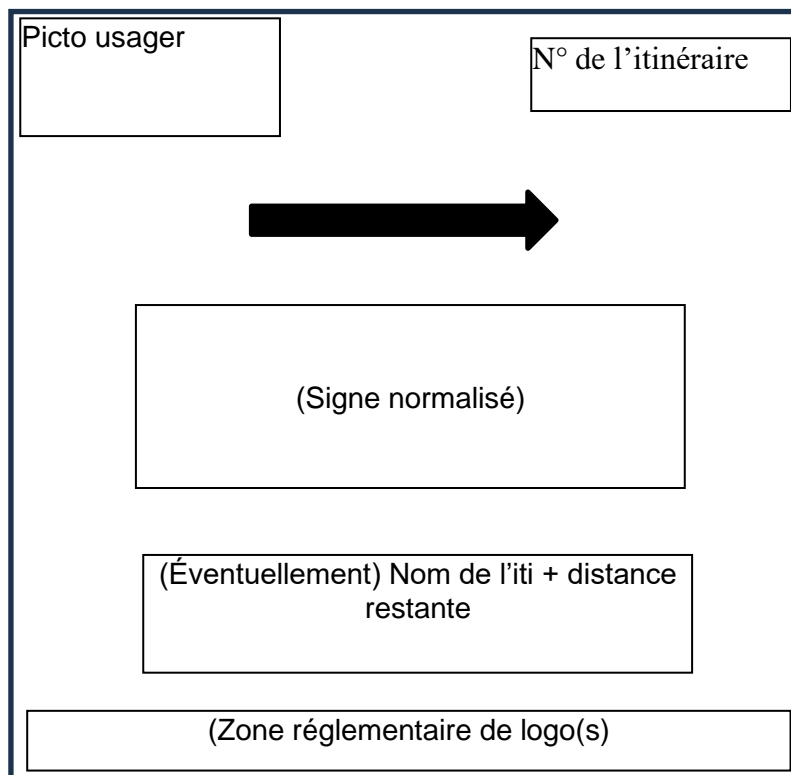 Picto usager
N° de l’itinéraire
(Signe normalisé)
(Éventuellement) Nom de l’iti + distance
restante
(Zone réglementaire de logo(s)